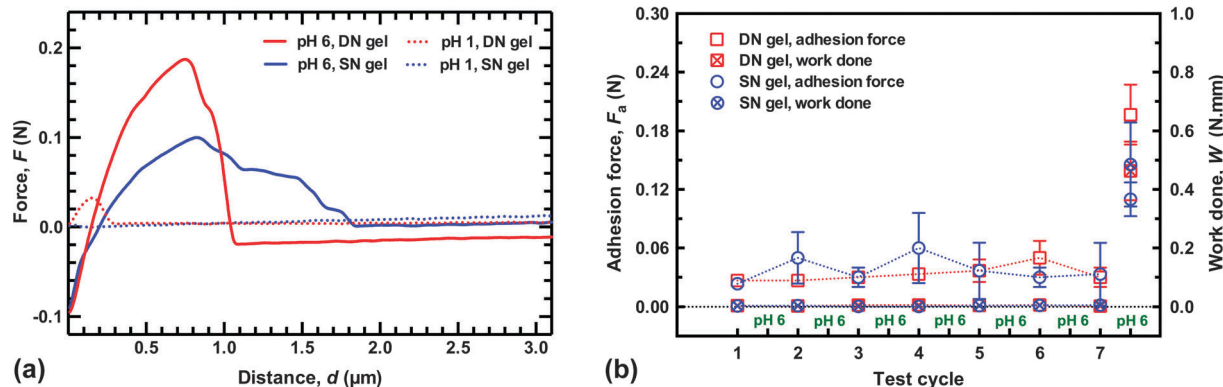 0.2
0.1
0.0
-0.1
Force, F (N)
pH 6, DN gel
pH 1, DN gel
pH 6, SN gel
pH 1, SN gel
0.5 1.0 1.5 2.0 2.5 3.0
Distance, d (µm)
(a)
0.30
0.24
0.18
0.12
0.06
0.00
Adhesion force, Fa (N)
DN gel, adhesion force
DN gel, work done
SN gel, adhesion force
SN gel, work done
1.0
0.8
0.6
0.4
0.2
0.0
Work done, W (N.mm)
pH 6 pH 6 pH 6 pH 6 pH 6 pH 6 pH 6
1 2 3 4 5 6 7
Test cycle
(b)